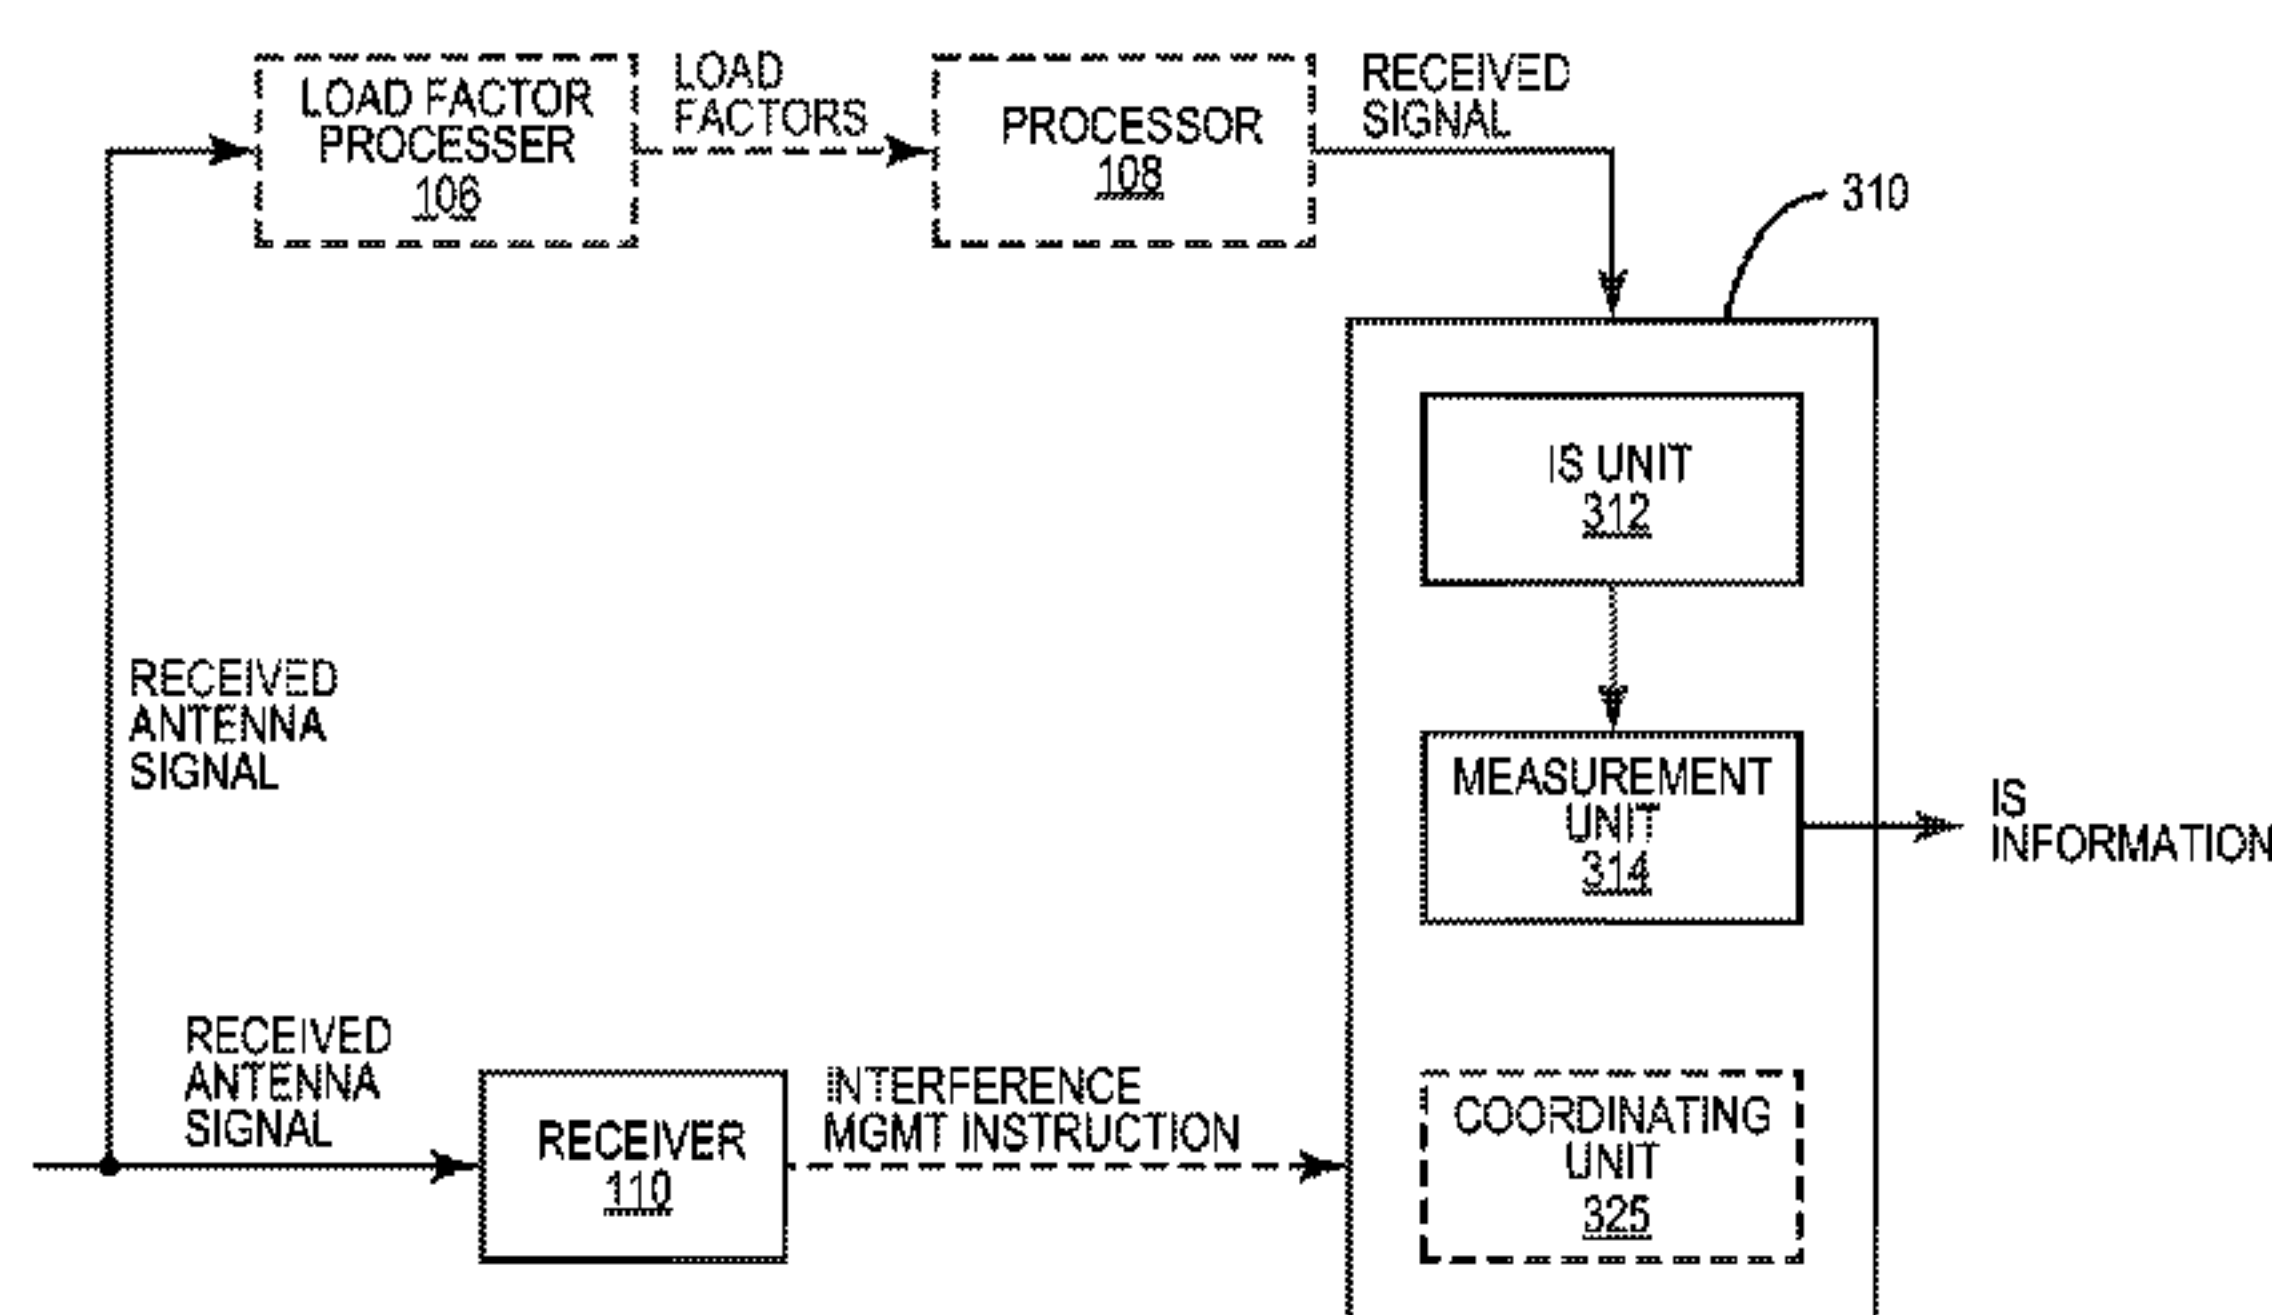 LOAD FACTOR
PROCESSER
106
LOAD
FACTORS
PROCESSOR
108
RECEIVED
SIGNAL
310
IS UNIT
312
RECEIVED
ANTENNA
SIGNAL
MEASUREMENT
UNIT
314
IS
INFORMATION
RECEIVED
ANTENNA
SIGNAL
RECEIVER
110
INTERFERENCE
MGMT INSTRUCTION
COORDINATING
UNIT
325